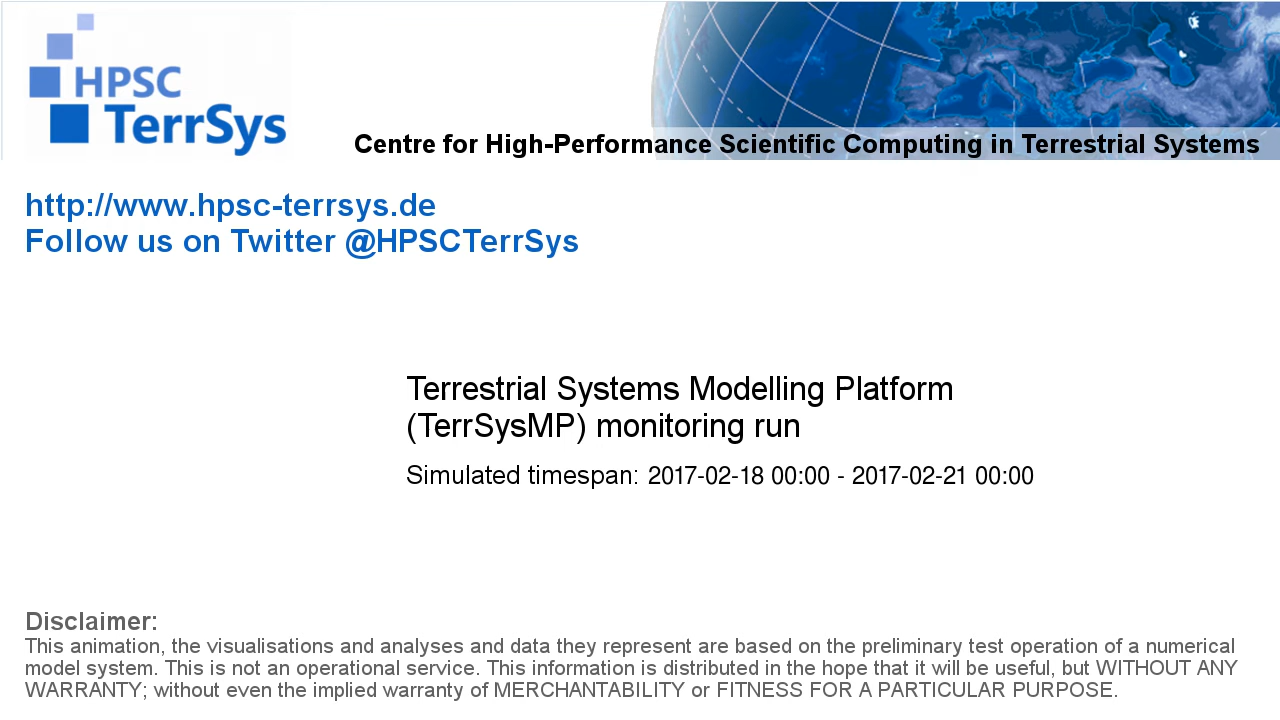 HPSC
TerrSys
Centre for High-Performance Scientific Computing in Terrestrial Systems
http://www.hpsc-terrsys.de
Follow us on Twitter @HPSCTerrSys
Terrestrial Systems Modelling Platform
(TerrSysMP) monitoring run
Simulated timespan: 2017-02-18 00:00 - 2017-02-21 00:00
Disclaimer:
This animation, the visualisations and analyses and data they represent are based on the preliminary test operation of a numerical
model system. This is not an operational service. This information is distributed in the hope that it will be useful, but WITHOUT ANY
WARRANTY; without even the implied warranty of MERCHANTABILITY or FITNESS FOR A PARTICULAR PURPOSE.